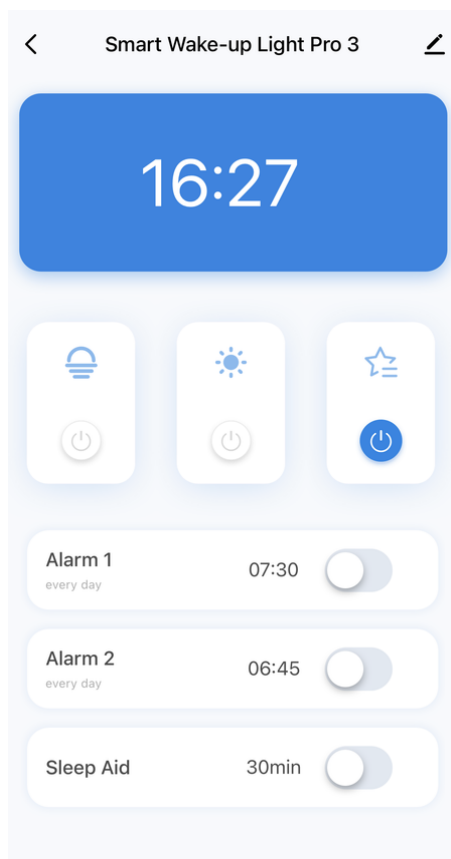 Smart Wake-up Light Pro 3
16:27
Alarm 1
every day
07:30
Alarm 2
every day
06:45
Sleep Aid
30min